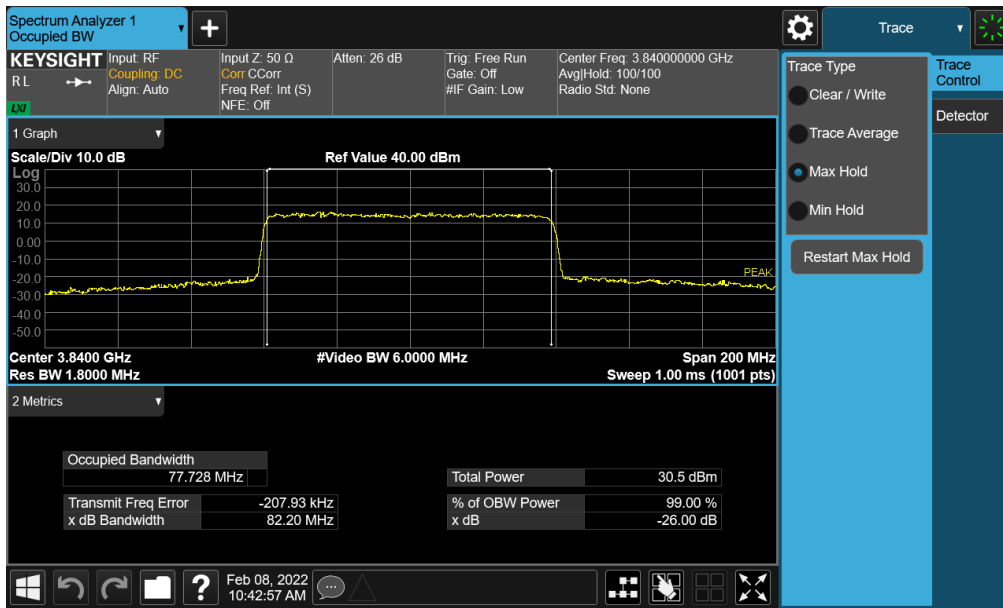 Spectrum Analyzer 1
Occupied BW
+
Trace
KEYSIGHT
R L
LXI
Input: RF
Coupling: DC
Align: Auto
Input Z: 50 Ω
Corr CCorr
Freq Ref: Int (S)
NFE: Off
Atten: 26 dB
Trig: Free Run
Gate: Off
#IF Gain: Low
Center Freq: 3.840000000 GHz
Avg|Hold: 100/100
Radio Std: None
Trace Type
Clear / Write
Trace Average
Max Hold
Min Hold
Restart Max Hold
Trace
Control
Detector
1 Graph
Scale/Div 10.0 dB
Ref Value 40.00 dBm
Log
30.0
20.0
10.0
0.00
-10.0
-20.0
-30.0
-40.0
-50.0
PEAK
Center 3.8400 GHz
#Video BW 6.0000 MHz
Span 200 MHz
Res BW 1.8000 MHz
Sweep 1.00 ms (1001 pts)
2 Metrics
Occupied Bandwidth
77.728 MHz
Total Power 30.5 dBm
Transmit Freq Error -207.93 kHz
% of OBW Power 99.00 %
x dB Bandwidth 82.20 MHz
x dB -26.00 dB
?
Feb 08, 2022
10:42:57 AM